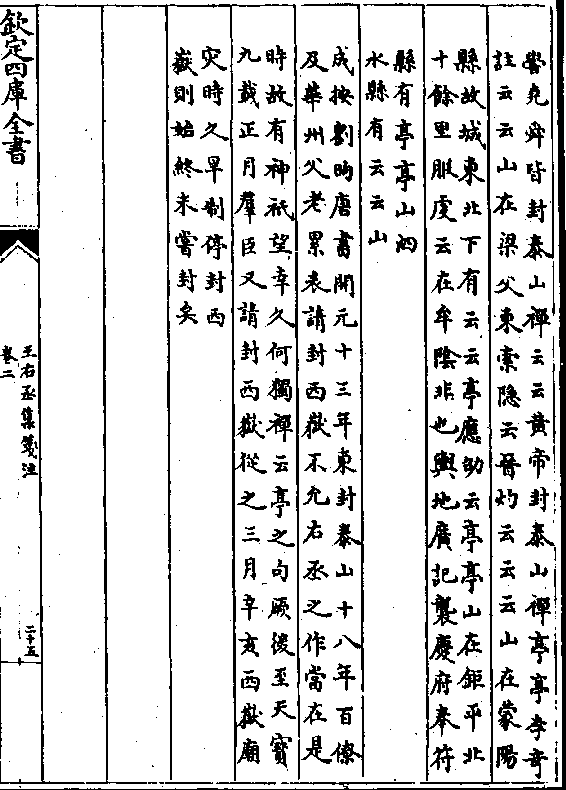 嚳堯舜皆封泰山禪云云黄帝封泰山禪亭亭李奇
註云云山在梁父東索隱云晉灼云云云山在蒙陽
縣故城東北下有云云亭應劭云亭亭山在鉅平北
十餘里服虔云在牟陰非也輿地廣記襲慶府奉符
縣有亭亭山泗
水縣有云云山
成按劉昫唐書開元十三年東封泰山十八年百僚
及華州父老累表請封西嶽不允右丞之作當在是
時故有神祇望幸久何獨禪云亭之句厥後至天寶
九載正月羣臣又請封西嶽從之三月辛亥西嶽廟
灾時久旱制停封西
嶽則始終未嘗封矣
欽定四庫全書
王右丞集箋注
卷二
二十五